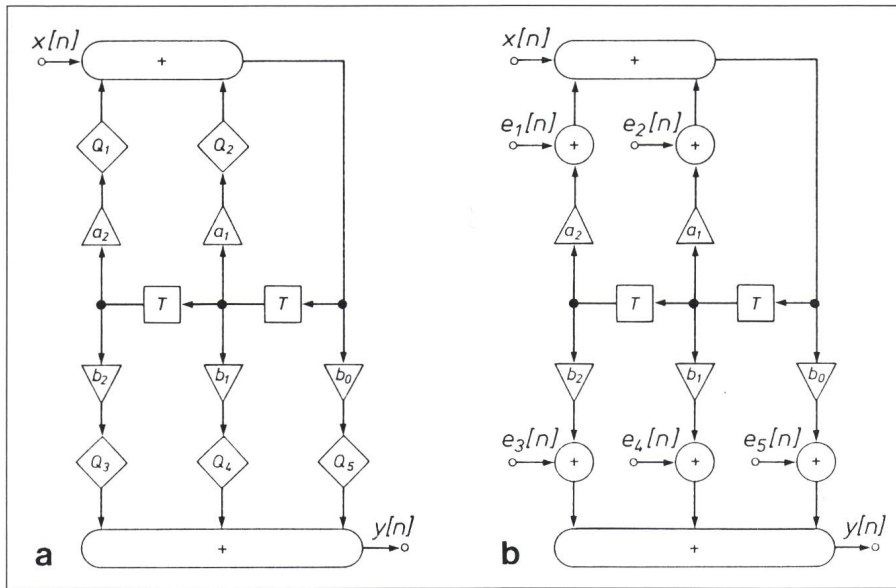 x[n]
+
Q1
Q2
a2
a1
T
T
b2
b1
b0
Q3
Q4
Q5
a
+
y[n]
x[n]
+
e1[n]
+
e2[n]
+
a2
a1
T
T
b2
b1
b0
e3[n]
+
e4[n]
+
e5[n]
+
b
+
y[n]